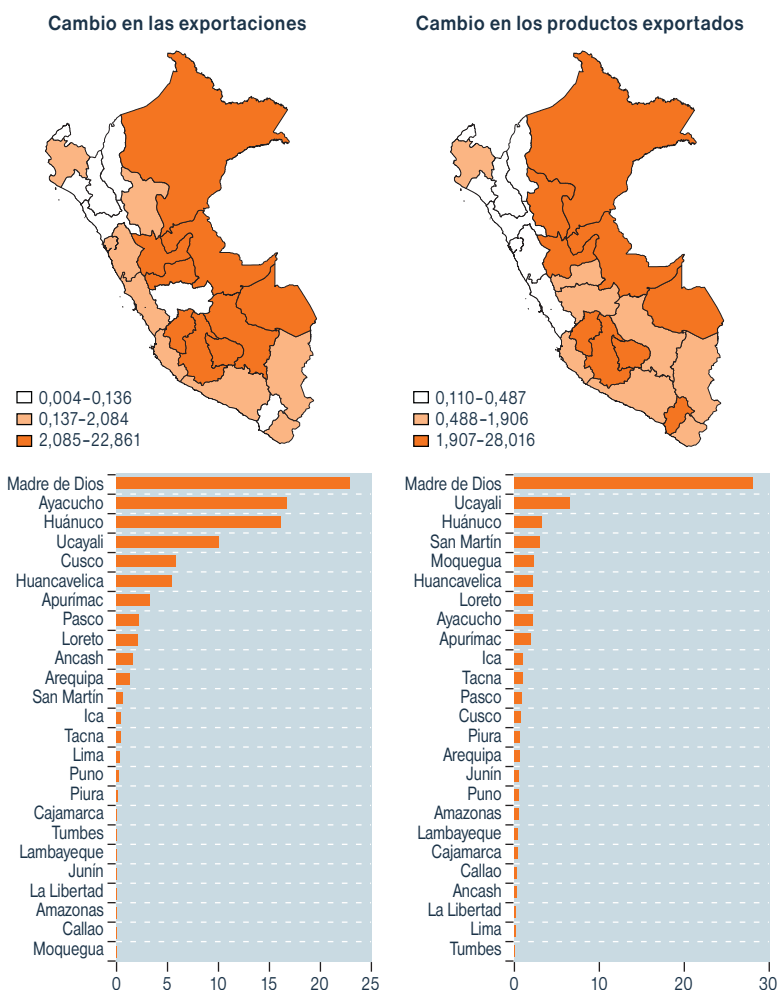 Cambio en las exportaciones
0,004–0,136
0,137–2,084
2,085–22,861
Madre de Dios
Ayacucho
Huánuco
Ucayali
Cusco
Huancavelica
Apurímac
Pasco
Loreto
Ancash
Arequipa
San Martín
Ica
Tacna
Lima
Puno
Piura
Cajamarca
Tumbes
Lambayeque
Junín
La Libertad
Amazonas
Callao
Moquegua
0 5 10 15 20 25
Cambio en los productos exportados
0,110–0,487
0,488–1,906
1,907–28,016
Madre de Dios
Ucayali
Huánuco
San Martín
Moquegua
Huancavelica
Loreto
Ayacucho
Apurímac
Ica
Tacna
Pasco
Cusco
Piura
Arequipa
Junín
Puno
Amazonas
Lambayeque
Cajamarca
Callao
Ancash
La Libertad
Lima
Tumbes
0 10 20 30